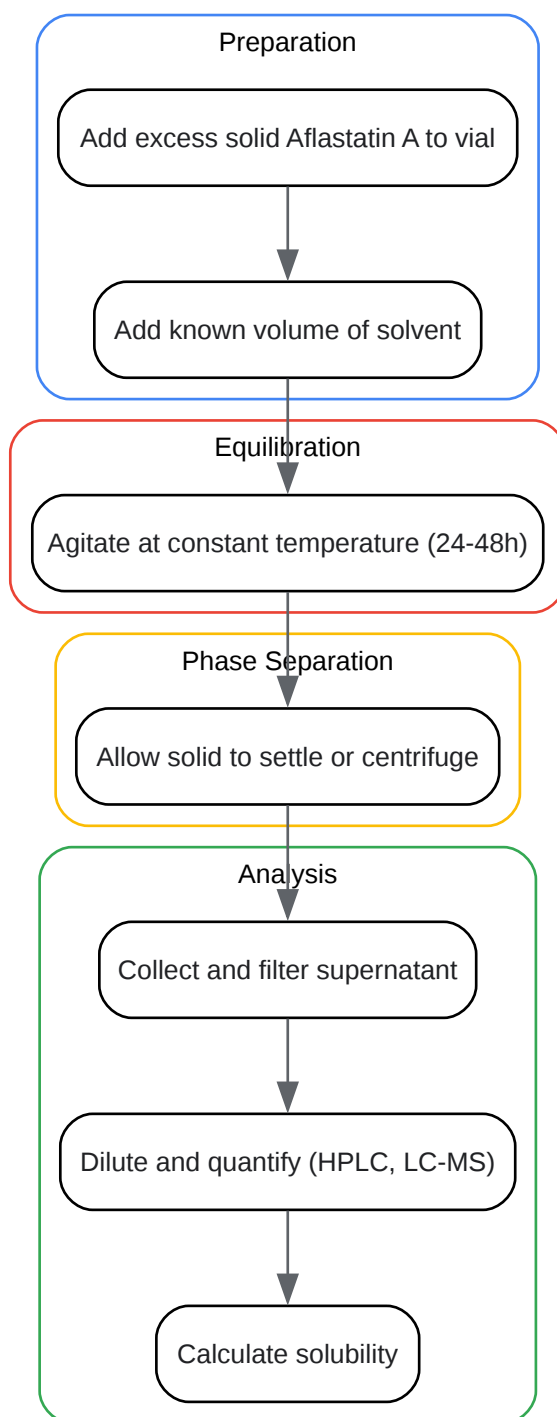 Preparation
Add excess solid Aflastatin A to vial
Add known volume of solvent
Equilibration
Agitate at constant temperature (24-48h)
Phase Separation
Allow solid to settle or centrifuge
Analysis
Collect and filter supernatant
Dilute and quantify (HPLC, LC-MS)
Calculate solubility